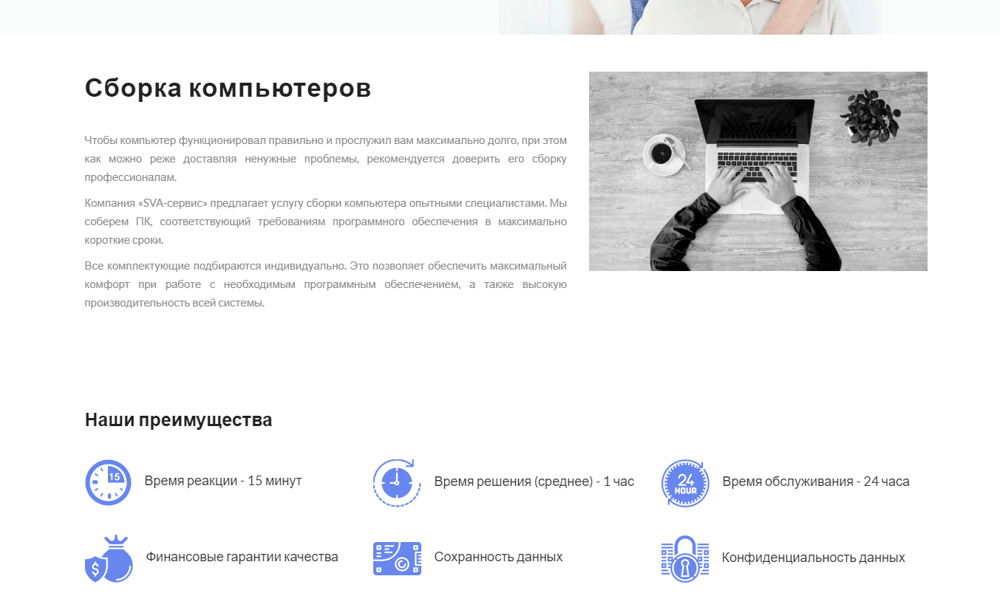 Сборка компьютеров
Чтобы компьютер функционировал правильно и прослужил вам максимально долго, при этом
как можно реже доставляя ненужные проблемы, рекомендуется доверить его сборку
профессионалам.
Компания «SVA-сервис» предлагает услугу сборки компьютера опытными специалистами. Мы
соберем ПК, соответствующий требованиям программного обеспечения в максимально
короткие сроки.
Все комплектующие подбираются индивидуально. Это позволяет обеспечить максимальный
комфорт при работе с необходимым программным обеспечением, а также высокую
производительность всей системы.
Наши преимущества
15
Время реакции - 15 минут
Время решения (среднее) - 1 час
24
HOUR
Время обслуживания - 24 часа
$
Финансовые гарантии качества
Сохранность данных
Конфиденциальность данных